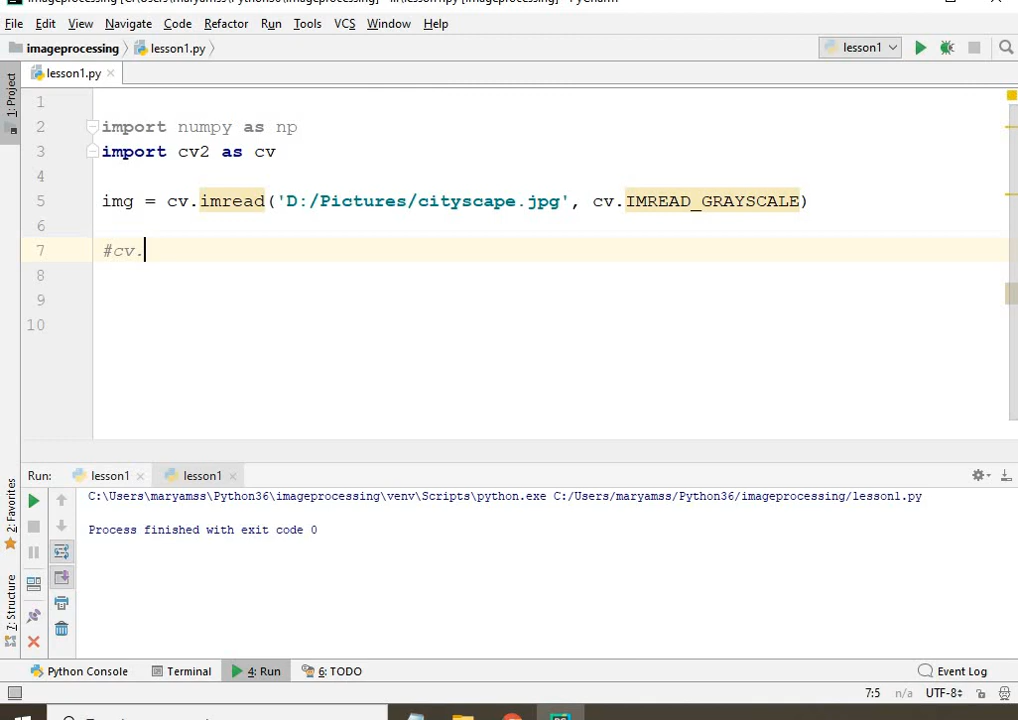 File Edit View Navigate Code Refactor Run Tools VCS Window Help
imageprocessing lesson1.py lesson1
1: Project
lesson1.py
1
2 import numpy as np
3 import cv2 as cv
4
5 img = cv.imread('D:/Pictures/cityscape.jpg', cv.IMREAD_GRAYSCALE)
6
7 #cv.
8
9
10
2: Favorites
7: Structure
Run: lesson1 lesson1
C:\Users\maryamss\Python36\imageprocessing\venv\Scripts\python.exe C:/Users/maryamss/Python36/imageprocessing/lesson1.py
Process finished with exit code 0
Python Console Terminal 4: Run 6: TODO Event Log
7:5 n/a UTF-8